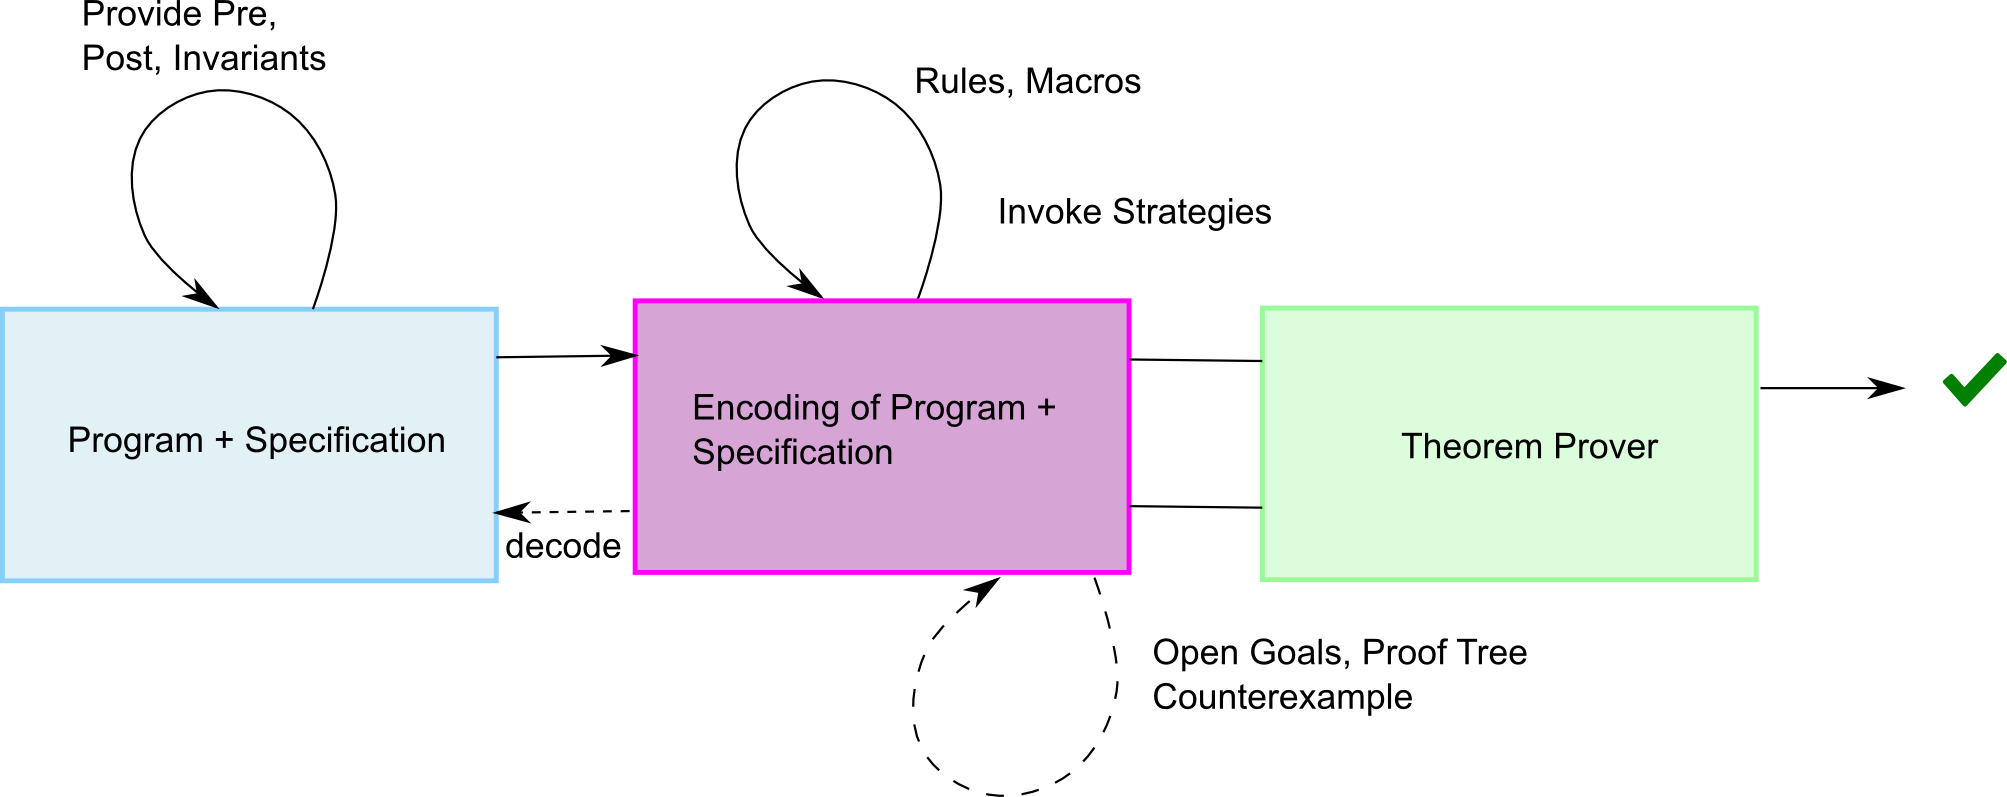 Provide Pre,
Post, Invariants
Rules, Macros
Invoke Strategies
Program + Specification
Encoding of Program +
Specification
Theorem Prover
decode
Open Goals, Proof Tree
Counterexample